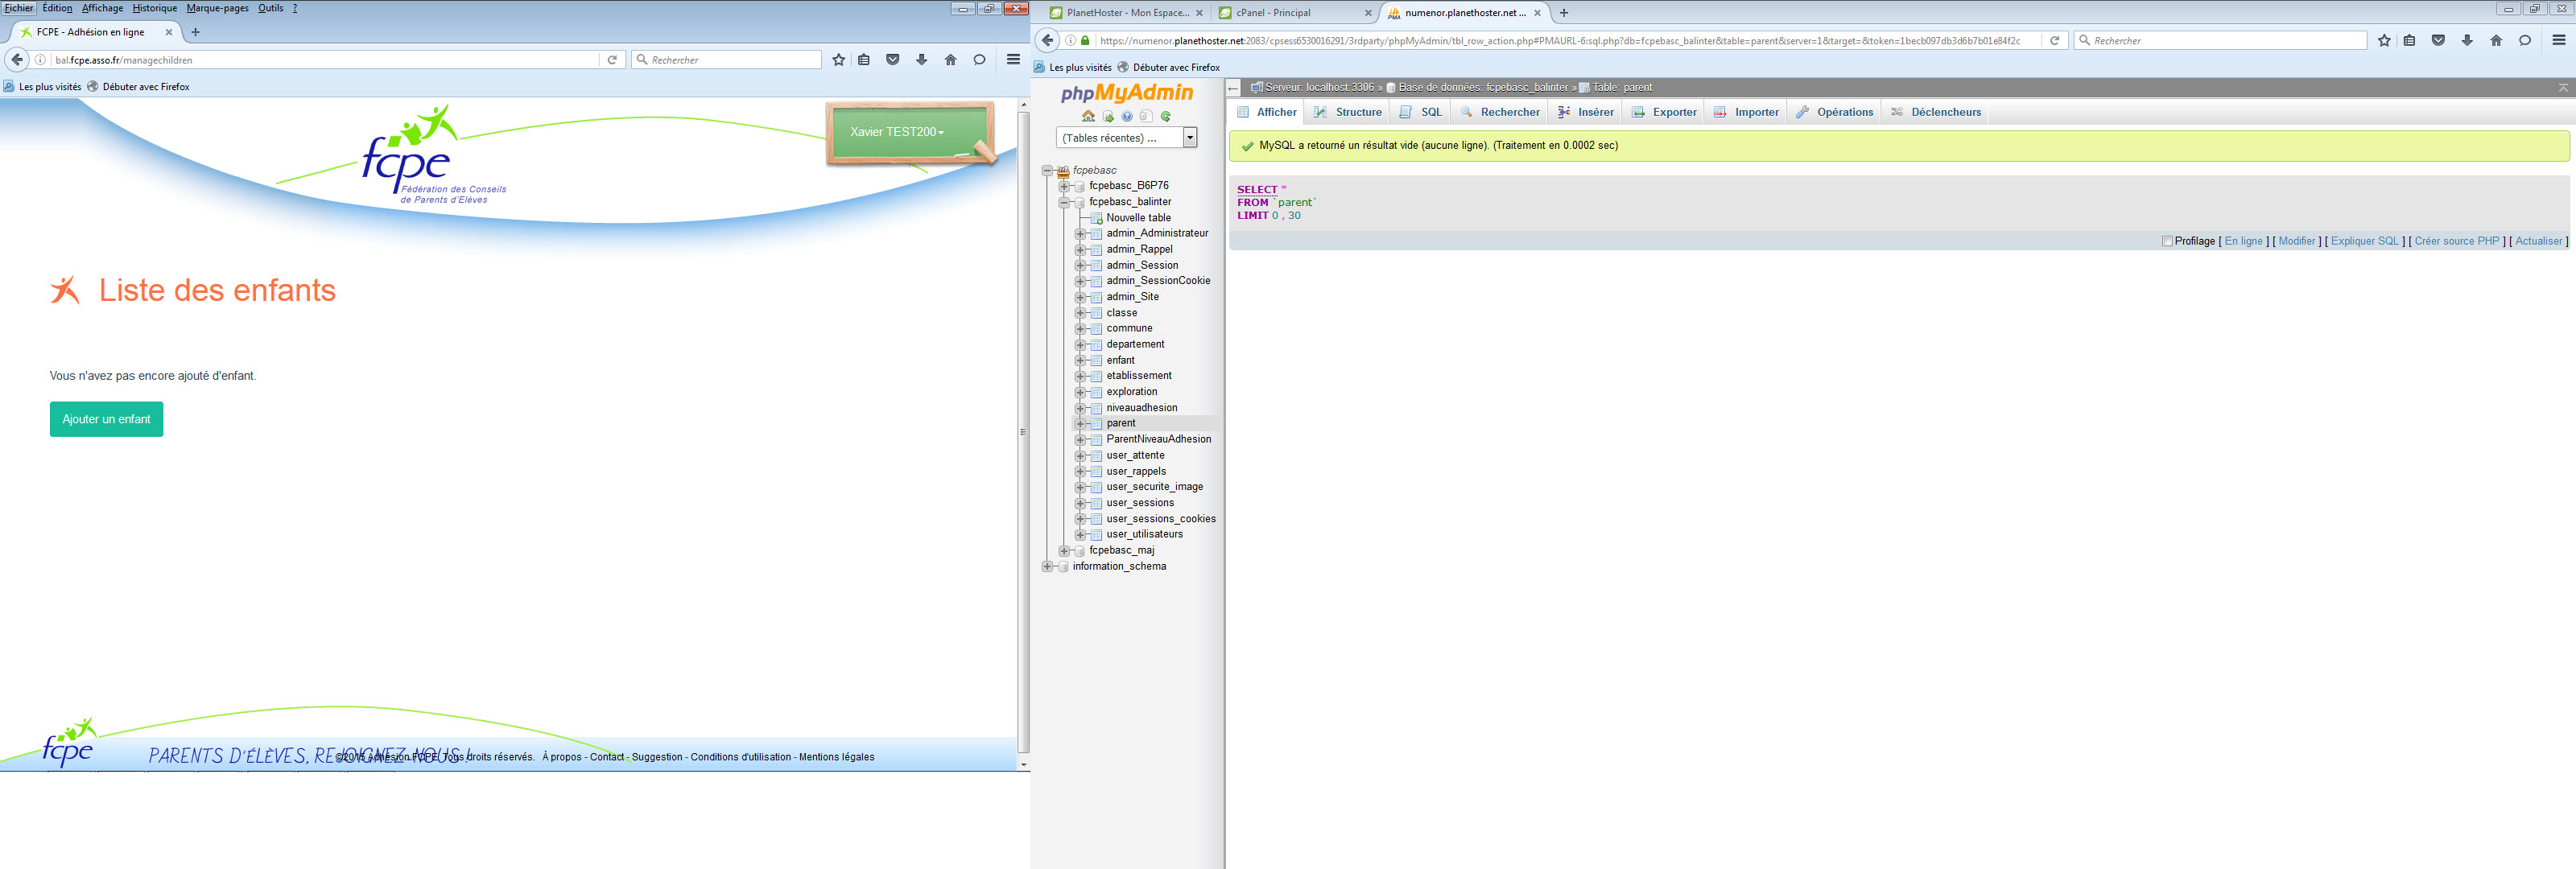 Fichier Édition Affichage Historique Marque-pages Outils ?
FCPE - Adhésion en ligne
bal.fcpe.asso.fr/managechildren
Rechercher
Les plus visités Débuter avec Firefox
fcpe
Fédération des Conseils
de Parents d'Elèves
Xavier TEST200
Liste des enfants
Vous n'avez pas encore ajouté d'enfant.
Ajouter un enfant
fcpe
PARENTS D'ÉLÈVES, REJOIGNEZ-NOUS !
©2015 Adhésion FCPE. Tous droits réservés. À propos - Contact - Suggestion - Conditions d'utilisation - Mentions légales
PlanetHoster - Mon Espace... cPanel - Principal numenor.planethoster.net ...
https://numenor.planethoster.net:2083/cpsess6530016291/3rdparty/phpMyAdmin/tbl_row_action.php#PMAURL-6:sql.php?db=fcpebasc_balinter&table=parent&server=1&target=&token=1becb097db3d6b7b01e84f2c
Rechercher
Les plus visités Débuter avec Firefox
phpMyAdmin
(Tables récentes) ...
fcpebasc
fcpebasc_B6P76
fcpebasc_balinter
Nouvelle table
admin_Administrateur
admin_Rappel
admin_Session
admin_SessionCookie
admin_Site
classe
commune
departement
enfant
etablissement
exploration
niveauadhesion
parent
ParentNiveauAdhesion
user_attente
user_rappels
user_securite_image
user_sessions
user_sessions_cookies
user_utilisateurs
fcpebasc_maj
information_schema
Serveur: localhost:3306 » Base de données: fcpebasc_balinter » Table: parent
Afficher Structure SQL Rechercher Insérer Exporter Importer Opérations Déclencheurs
MySQL a retourné un résultat vide (aucune ligne). (Traitement en 0.0002 sec)
SELECT *
FROM `parent`
LIMIT 0 , 30
Profilage [ En ligne ] [ Modifier ] [ Expliquer SQL ] [ Créer source PHP ] [ Actualiser ]